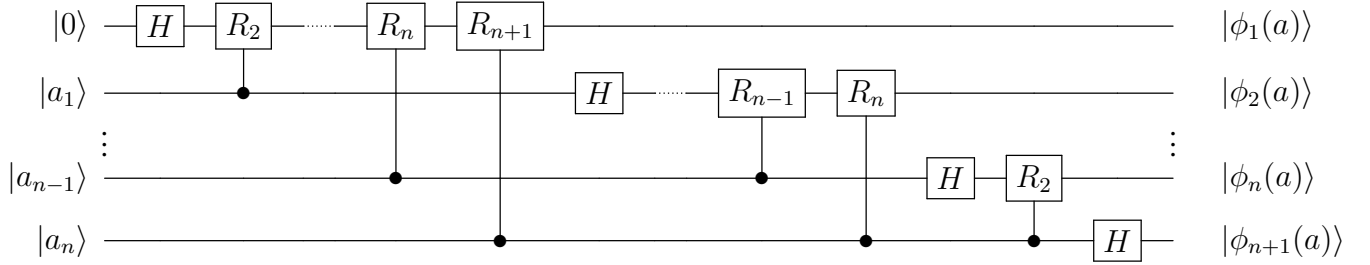 |0⟩ H R₂ Rₙ Rₙ₊₁ |ϕ₁(a)⟩
|a₁⟩ H Rₙ₋₁ Rₙ |ϕ₂(a)⟩
⋮ ⋮
|aₙ₋₁⟩ H R₂ |ϕₙ(a)⟩
|aₙ⟩ H |ϕₙ₊₁(a)⟩